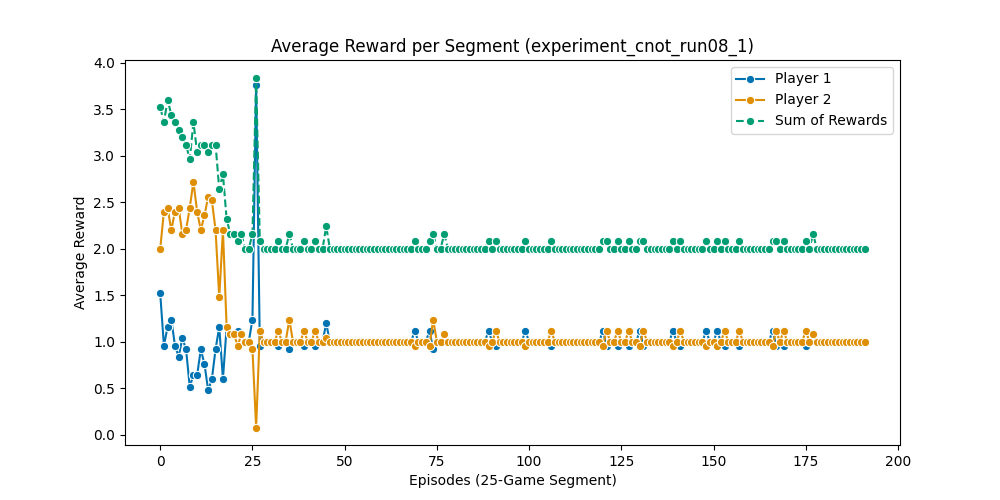 Average Reward per Segment (experiment_cnot_run08_1)
Player 1
Player 2
Sum of Rewards
Average Reward
4.0
3.5
3.0
2.5
2.0
1.5
1.0
0.5
0.0
0 25 50 75 100 125 150 175 200
Episodes (25-Game Segment)